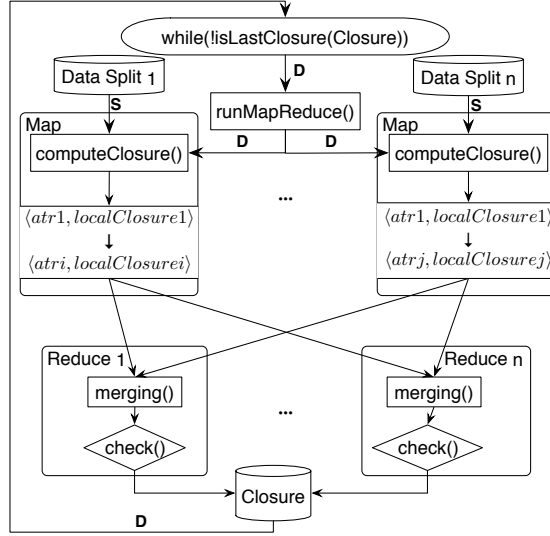 while(!isLastClosure(Closure))
D
Data Split 1
Data Split n
S
S
runMapReduce()
Map
Map
D
D
computeClosure()
computeClosure()
...
⟨atr1, localClosure1⟩
⟨atr1, localClosure1⟩
⟨atri, localClosurei⟩
⟨atrj, localClosurej⟩
Reduce 1
Reduce n
merging()
merging()
...
check()
check()
Closure
D